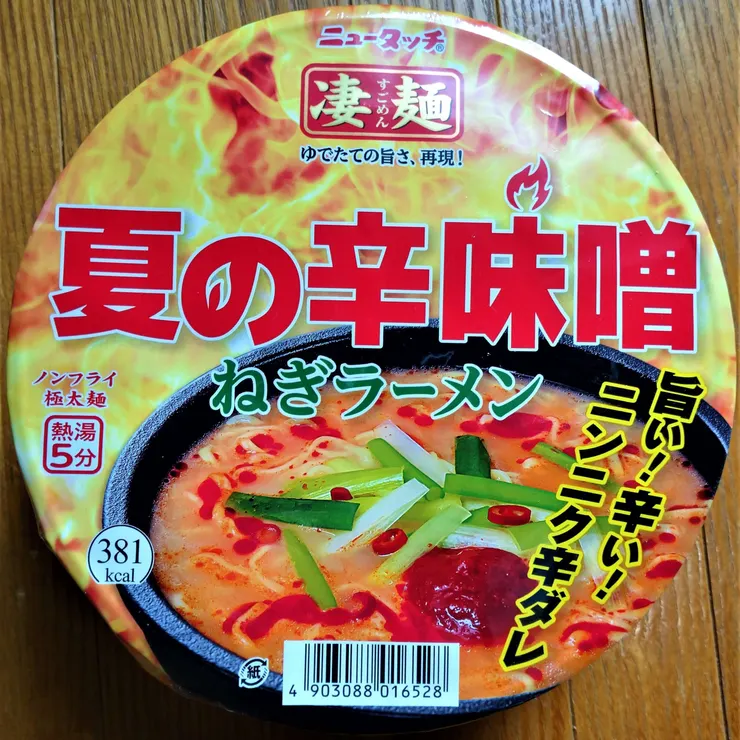 ニュータッチ®
凄麺
すごめん
ゆでたての旨さ、再現!
夏の辛味噌
ねぎラーメン
ノンフライ
極太麺
熱湯
5分
旨い!辛い!
ニンニク辛ダレ
381
kcal
紙
4 903088 016528